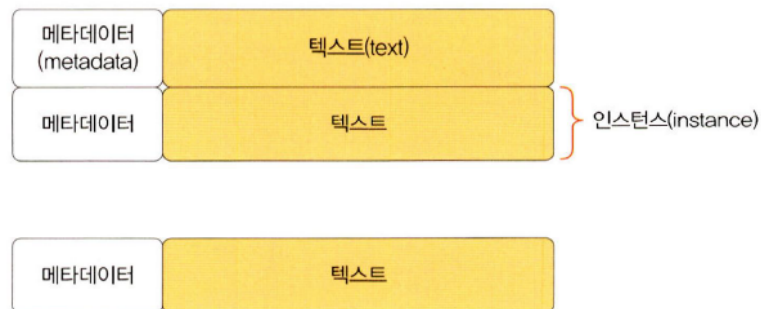 메타데이터
(metadata)
텍스트(text)
메타데이터
텍스트
인스턴스(instance)
메타데이터
텍스트